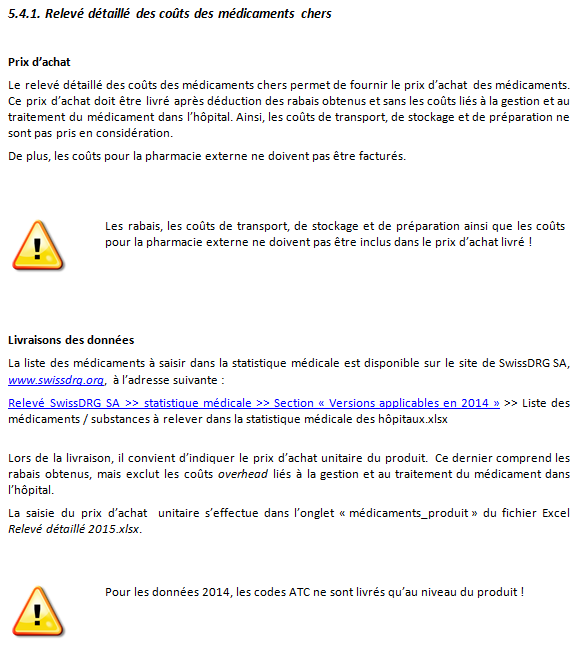 5.4.1. Relevé détaillé des coûts des médicaments chers
Prix d’achat
Le relevé détaillé des coûts des médicaments chers permet de fournir le prix d’achat des médicaments.
Ce prix d’achat doit être livré après déduction des rabais obtenus et sans les coûts liés à la gestion et au
traitement du médicament dans l’hôpital. Ainsi, les coûts de transport, de stockage et de préparation ne
sont pas pris en considération.
De plus, les coûts pour la pharmacie externe ne doivent pas être facturés.
Les rabais, les coûts de transport, de stockage et de préparation ainsi que les coûts
pour la pharmacie externe ne doivent pas être inclus dans le prix d’achat livré !
Livraisons des données
La liste des médicaments à saisir dans la statistique médicale est disponible sur le site de SwissDRG SA,
www.swissdrg.org, à l’adresse suivante :
Relevé SwissDRG SA >> statistique médicale >> Section « Versions applicables en 2014 » >> Liste des
médicaments / substances à relever dans la statistique médicale des hôpitaux.xlsx
Lors de la livraison, il convient d’indiquer le prix d’achat unitaire du produit. Ce dernier comprend les
rabais obtenus, mais exclut les coûts overhead liés à la gestion et au traitement du médicament dans
l’hôpital.
La saisie du prix d’achat unitaire s’effectue dans l’onglet « médicaments_produit » du fichier Excel
Relevé détaillé 2015.xlsx.
Pour les données 2014, les codes ATC ne sont livrés qu’au niveau du produit !